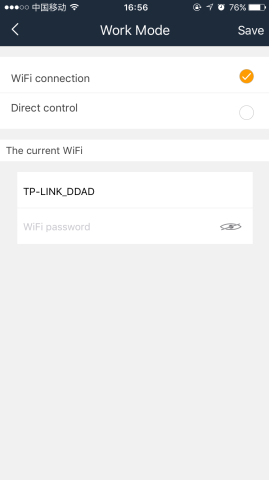 中国移动 16:56 76%
Work Mode Save
WiFi connection
Direct control
The current WiFi
TP-LINK_DDAD
WiFi password